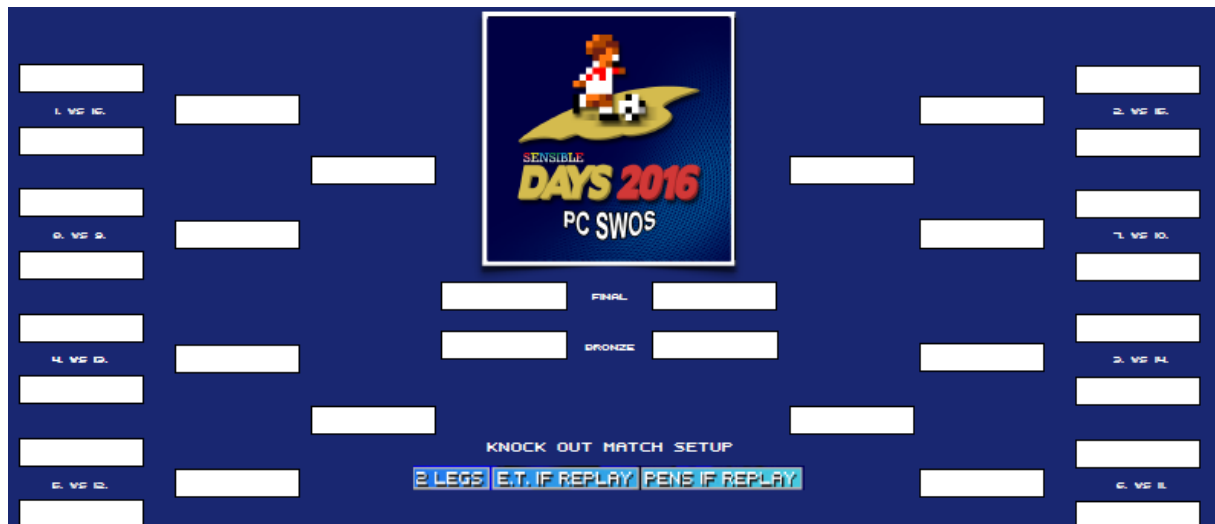 SENSIBLE
DAYS 2016
PC SWOS
1. VS 16.
2. VS 15.
8. VS 9.
7. VS 10.
FINAL
BRONZE
4. VS 13.
3. VS 14.
KNOCK OUT MATCH SETUP
2 LEGS E.T. IF REPLAY PENS IF REPLAY
5. VS 12.
6. VS 11.